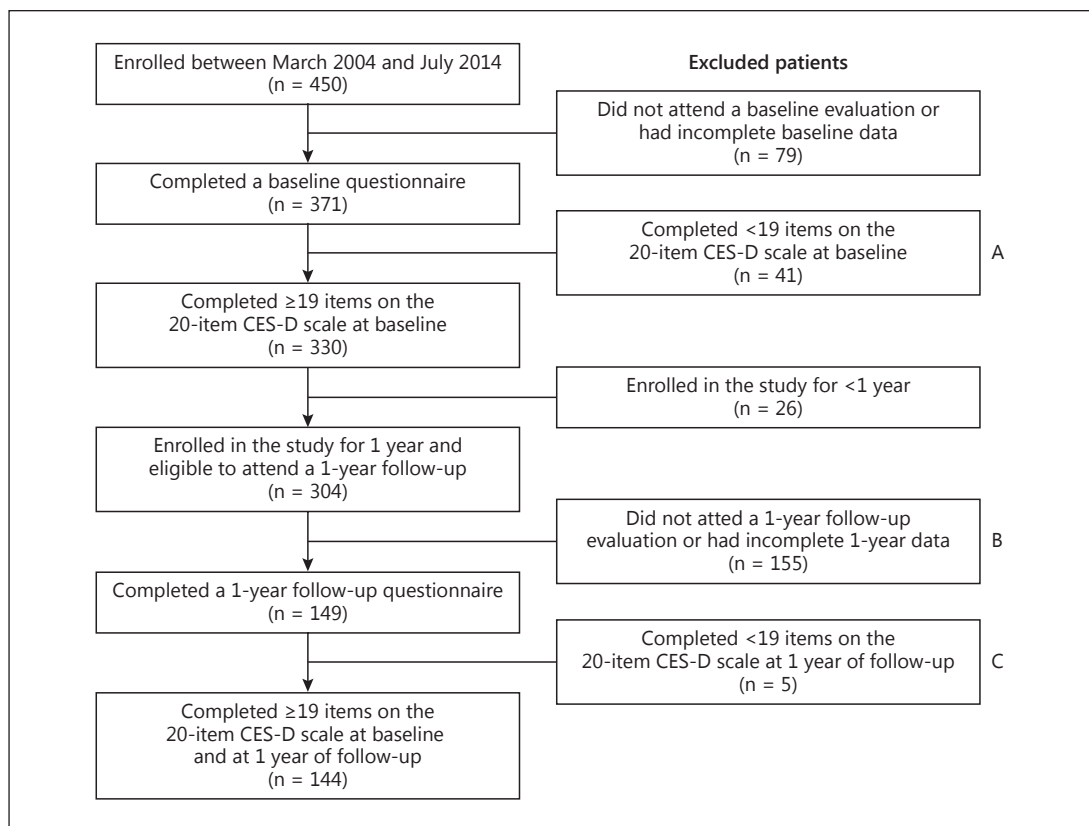 Enrolled between March 2004 and July 2014
(n = 450)
Excluded patients
Did not attend a baseline evaluation or
had incomplete baseline data
(n = 79)
Completed a baseline questionnaire
(n = 371)
Completed <19 items on the
20-item CES-D scale at baseline
(n = 41)
A
Completed ≥19 items on the
20-item CES-D scale at baseline
(n = 330)
Enrolled in the study for <1 year
(n = 26)
Enrolled in the study for 1 year and
eligible to attend a 1-year follow-up
(n = 304)
Did not atted a 1-year follow-up
evaluation or had incomplete 1-year data
(n = 155)
B
Completed a 1-year follow-up questionnaire
(n = 149)
Completed <19 items on the
20-item CES-D scale at 1 year of follow-up
(n = 5)
C
Completed ≥19 items on the
20-item CES-D scale at baseline
and at 1 year of follow-up
(n = 144)